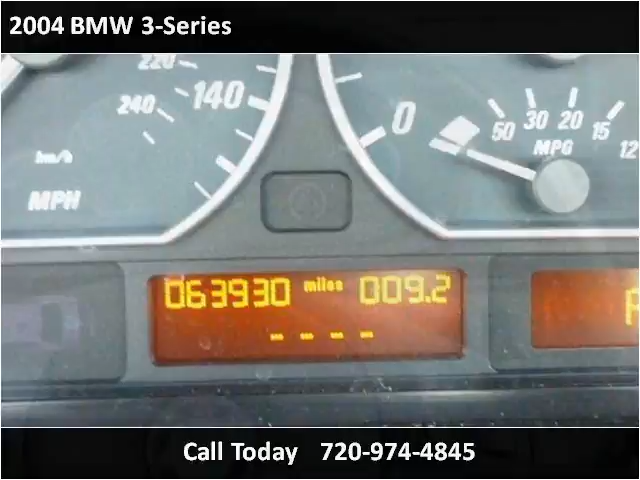 2004 BMW 3-Series
220
240 140
km/h
MPH
0
50 30 20 15 12
MPG
063930 miles 009.2
- - - -
Call Today 720-974-4845